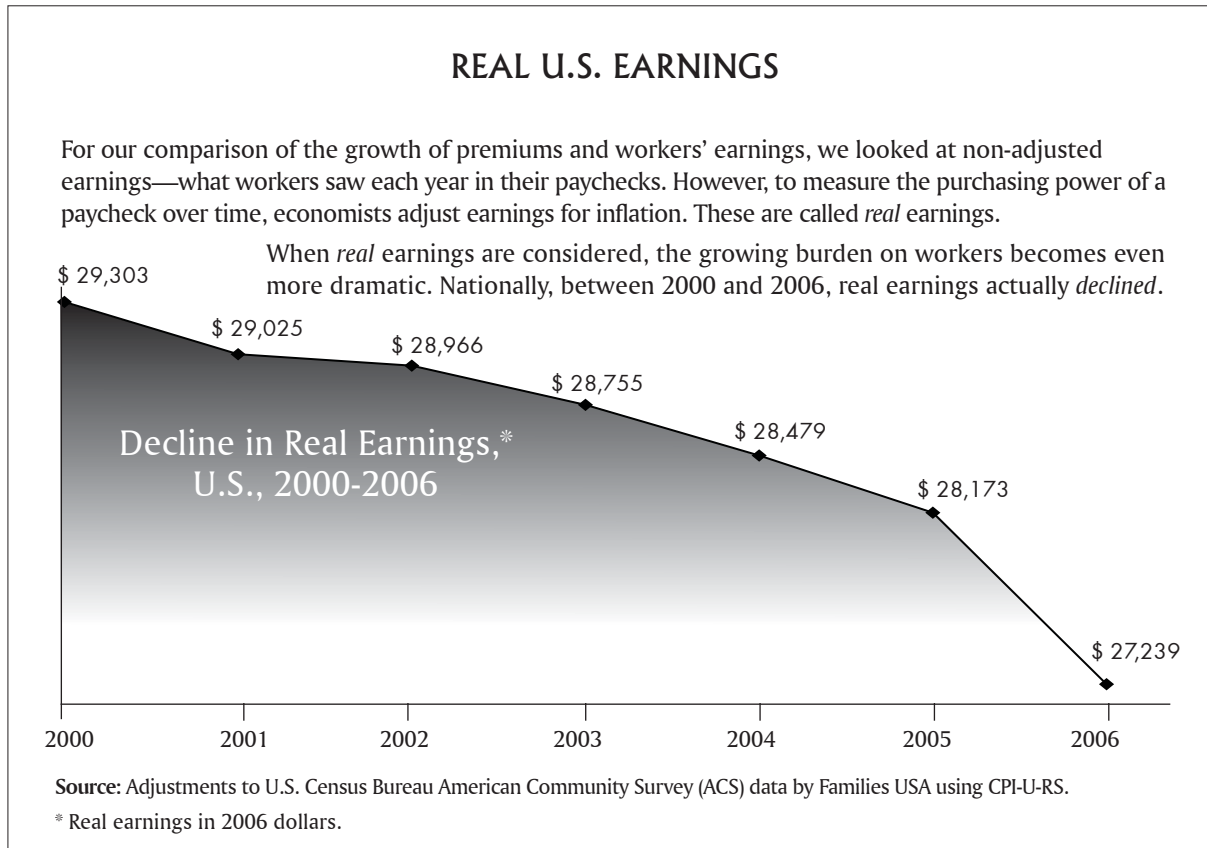 REAL U.S. EARNINGS
For our comparison of the growth of premiums and workers’ earnings, we looked at non-adjusted
earnings—what workers saw each year in their paychecks. However, to measure the purchasing power of a
paycheck over time, economists adjust earnings for inflation. These are called real earnings.
When real earnings are considered, the growing burden on workers becomes even
more dramatic. Nationally, between 2000 and 2006, real earnings actually declined.
$ 29,303
$ 29,025
$ 28,966
$ 28,755
$ 28,479
$ 28,173
$ 27,239
Decline in Real Earnings,*
U.S., 2000-2006
2000 2001 2002 2003 2004 2005 2006
Source: Adjustments to U.S. Census Bureau American Community Survey (ACS) data by Families USA using CPI-U-RS.
* Real earnings in 2006 dollars.